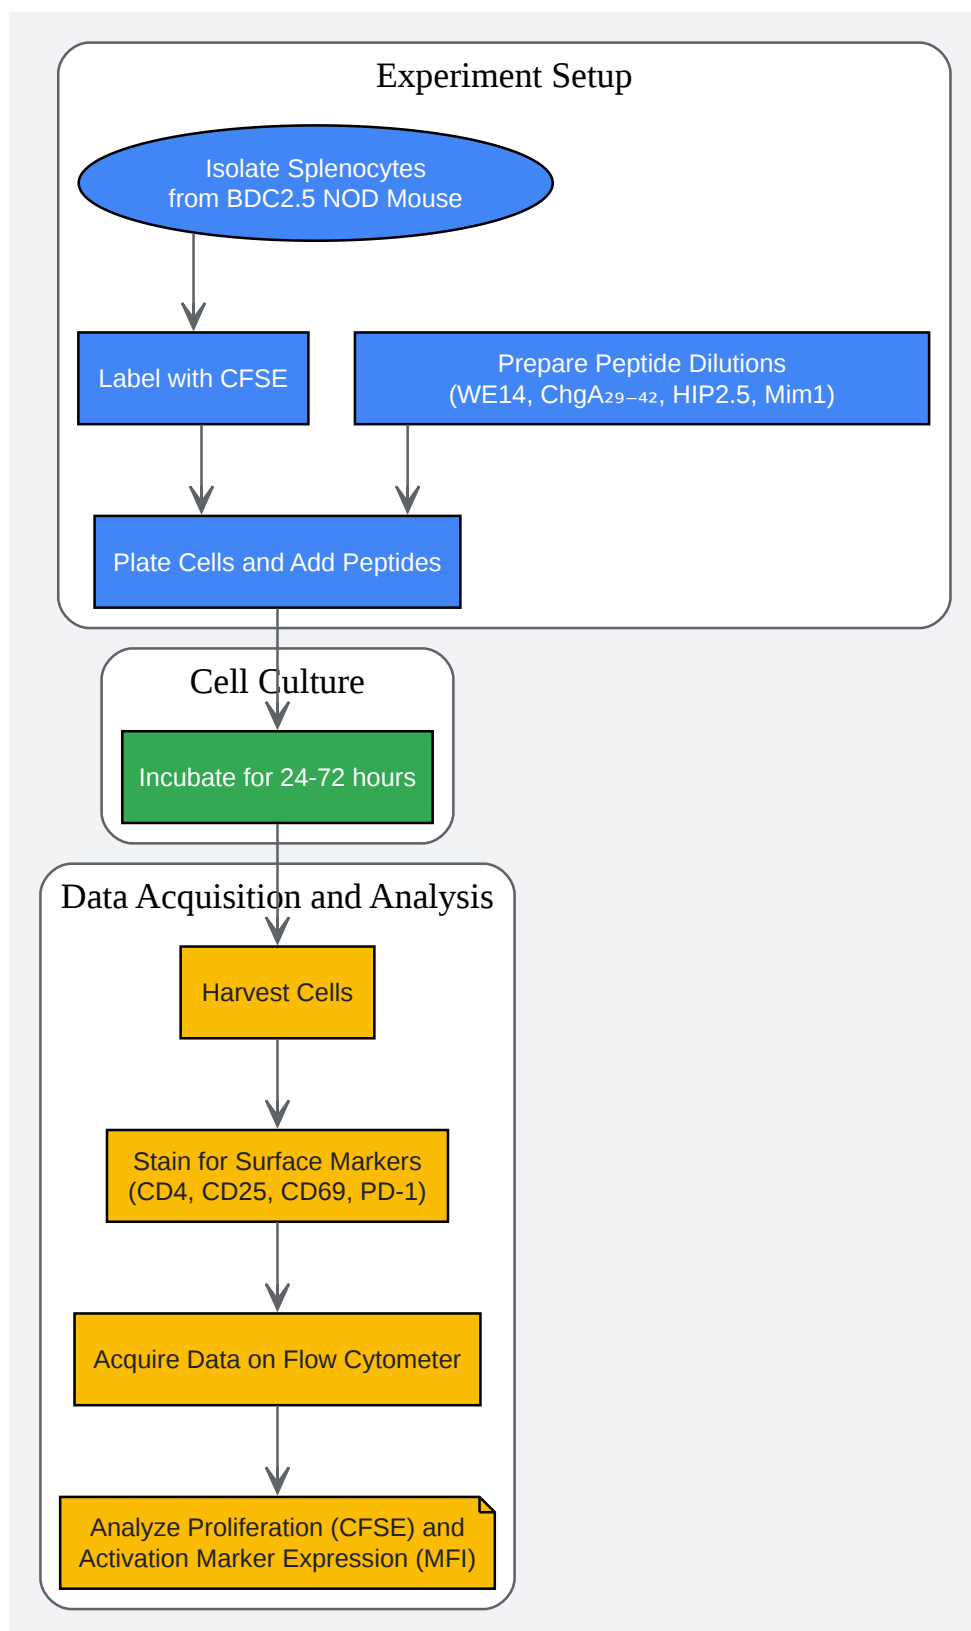 Experiment Setup
Isolate Splenocytes
from BDC2.5 NOD Mouse
Label with CFSE
Prepare Peptide Dilutions
(WE14, ChgA₂₉₋₄₂, HIP2.5, Mim1)
Plate Cells and Add Peptides
Cell Culture
Incubate for 24-72 hours
Data Acquisition and Analysis
Harvest Cells
Stain for Surface Markers
(CD4, CD25, CD69, PD-1)
Acquire Data on Flow Cytometer
Analyze Proliferation (CFSE) and
Activation Marker Expression (MFI)